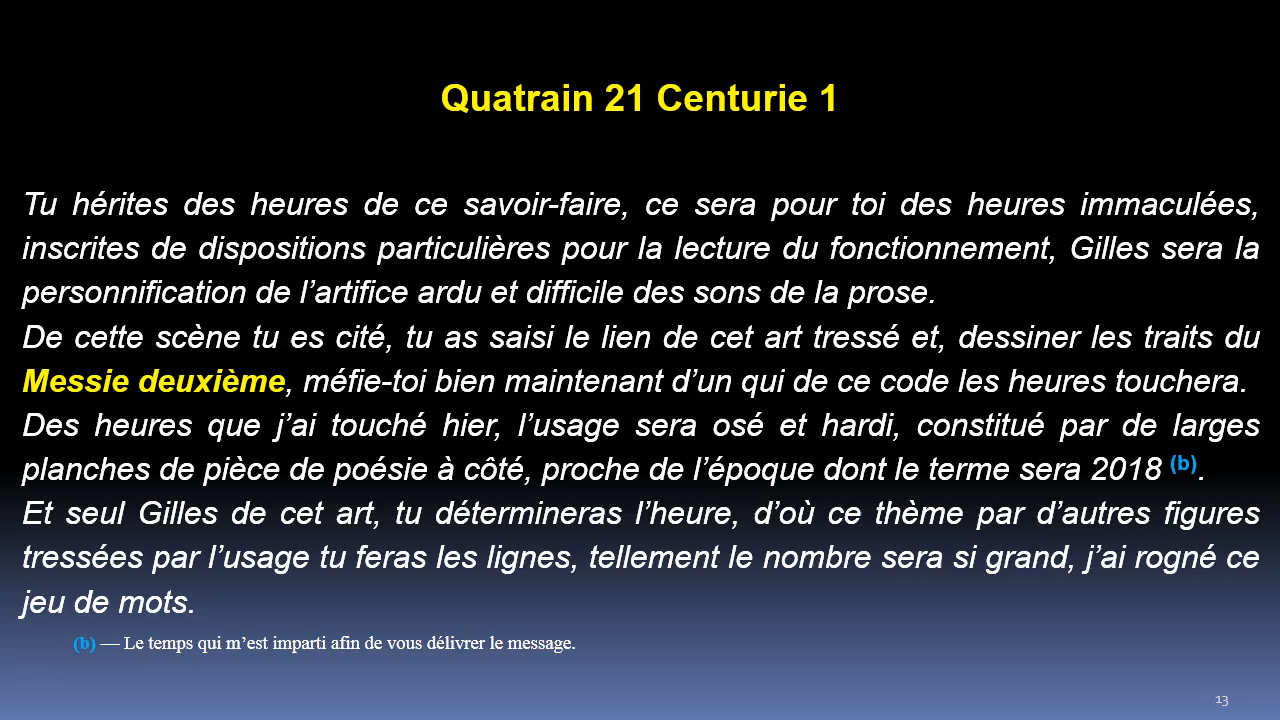 Quatrain 21 Centurie 1
Tu hérites des heures de ce savoir-faire, ce sera pour toi des heures immaculées,
inscrites de dispositions particulières pour la lecture du fonctionnement, Gilles sera la
personnification de l’artifice ardu et difficile des sons de la prose.
De cette scène tu es cité, tu as saisi le lien de cet art tressé et, dessiner les traits du
Messie deuxième, méfie-toi bien maintenant d’un qui de ce code les heures touchera.
Des heures que j’ai touché hier, l’usage sera osé et hardi, constitué par de larges
planches de pièce de poésie à côté, proche de l’époque dont le terme sera 2018 (b).
Et seul Gilles de cet art, tu détermineras l’heure, d’où ce thème par d’autres figures
tressées par l’usage tu feras les lignes, tellement le nombre sera si grand, j’ai rogné ce
jeu de mots.
(b) — Le temps qui m’est imparti afin de vous délivrer le message.
13